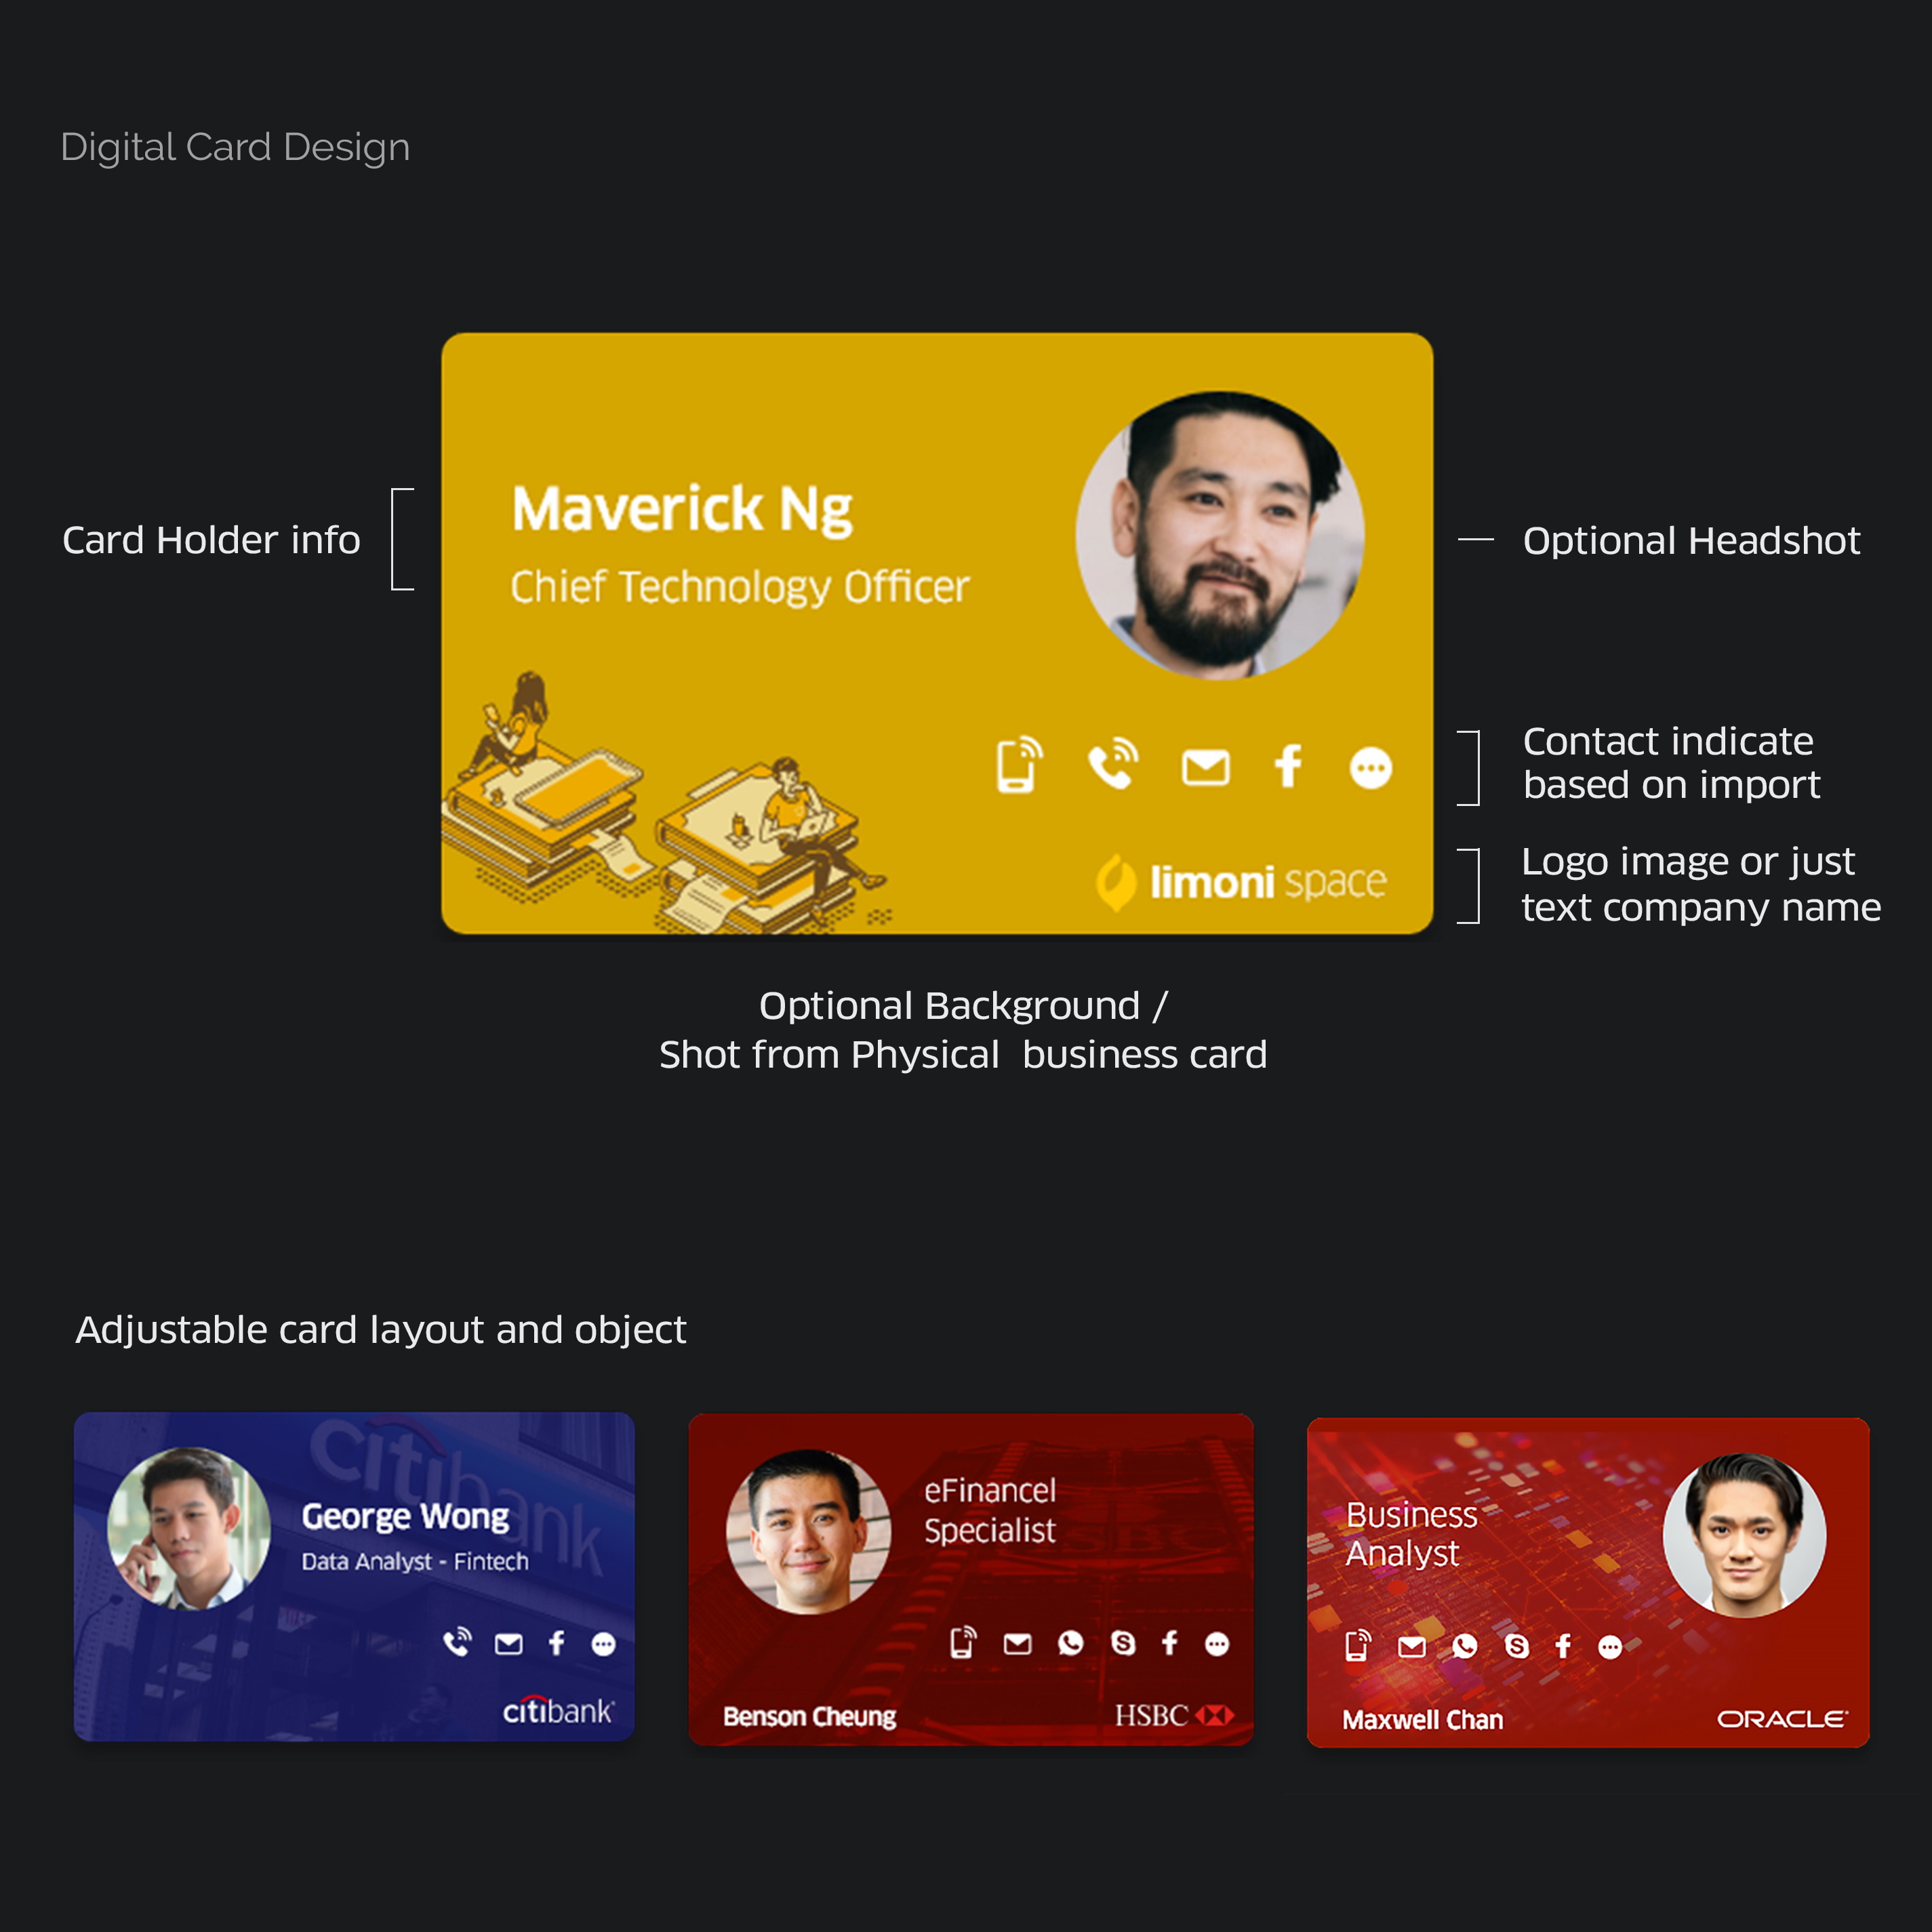 Digital Card Design
Card Holder info
Maverick Ng
Chief Technology Officer
limoni space
Optional Headshot
Contact indicate
based on import
Logo image or just
text company name
Optional Background /
Shot from Physical business card
Adjustable card layout and object
citibank
George Wong
Data Analyst - Fintech
citibank
eFinancel
Specialist
HSBC
Benson Cheung
HSBC
Business
Analyst
Maxwell Chan
ORACLE